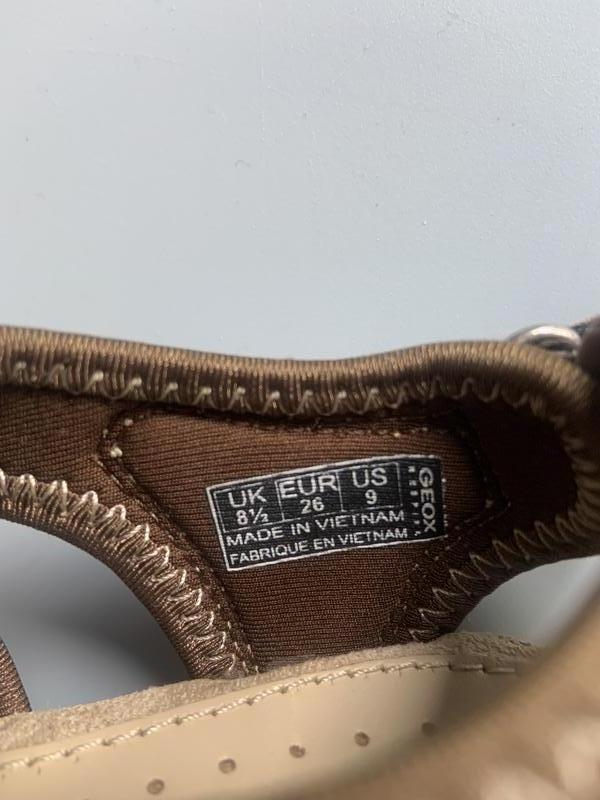 UK EUR US
8½ 26 9
MADE IN VIETNAM
FABRIQUE EN VIETNAM
GEOX